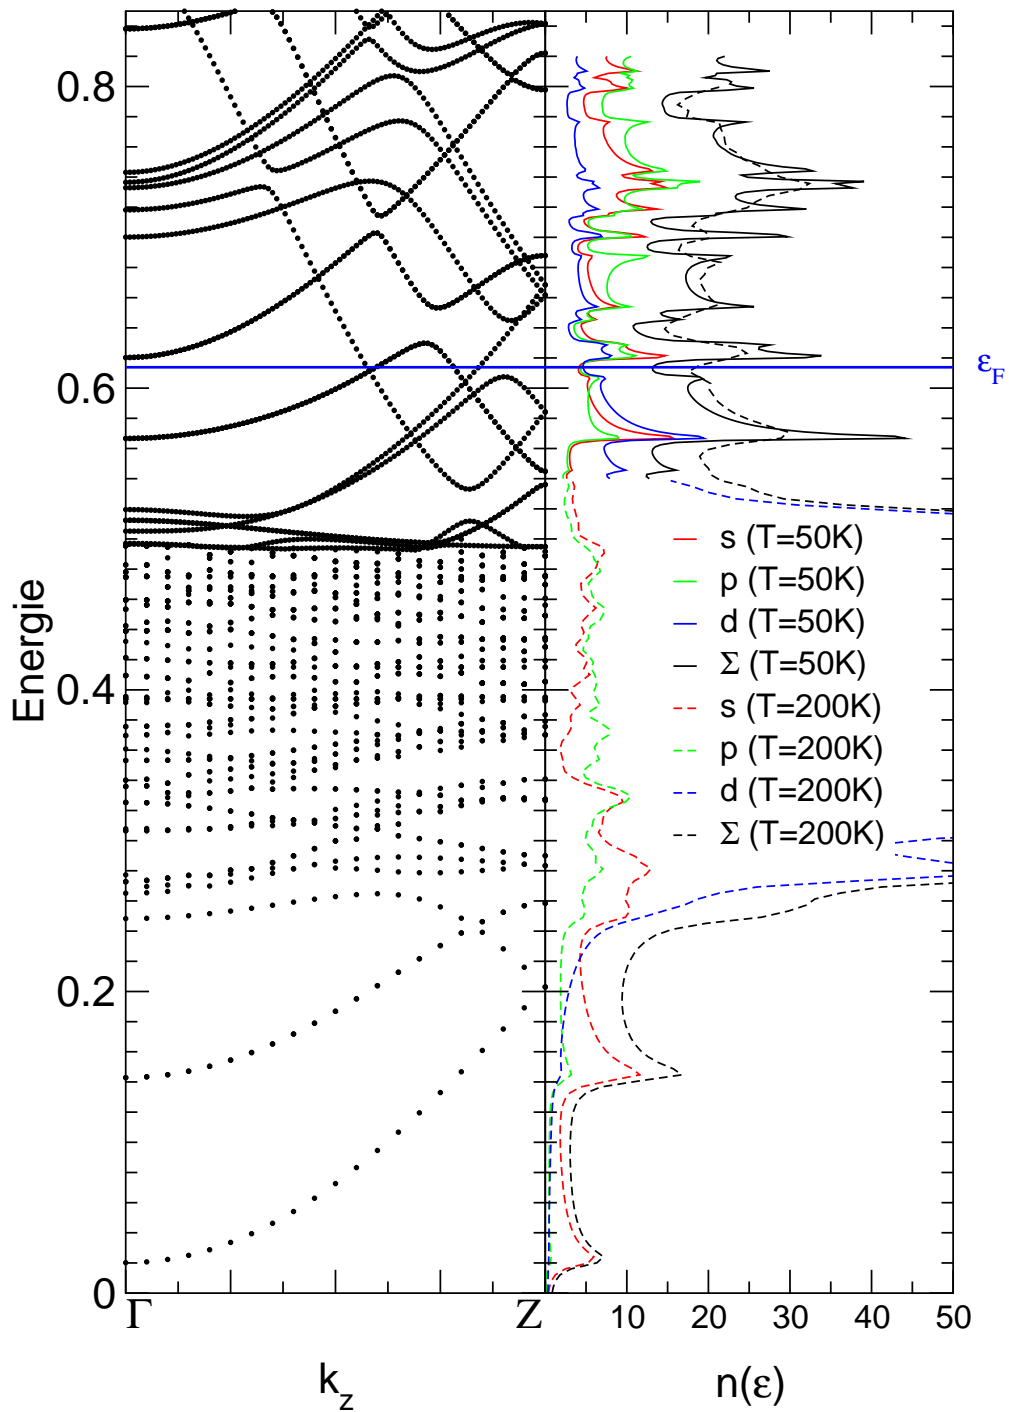 0.8
0.6
0.4
0.2
0
Energie
Γ
Z
k_z
10
20
30
40
50
n(ε)
ε_F
s (T=50K)
p (T=50K)
d (T=50K)
Σ (T=50K)
s (T=200K)
p (T=200K)
d (T=200K)
Σ (T=200K)